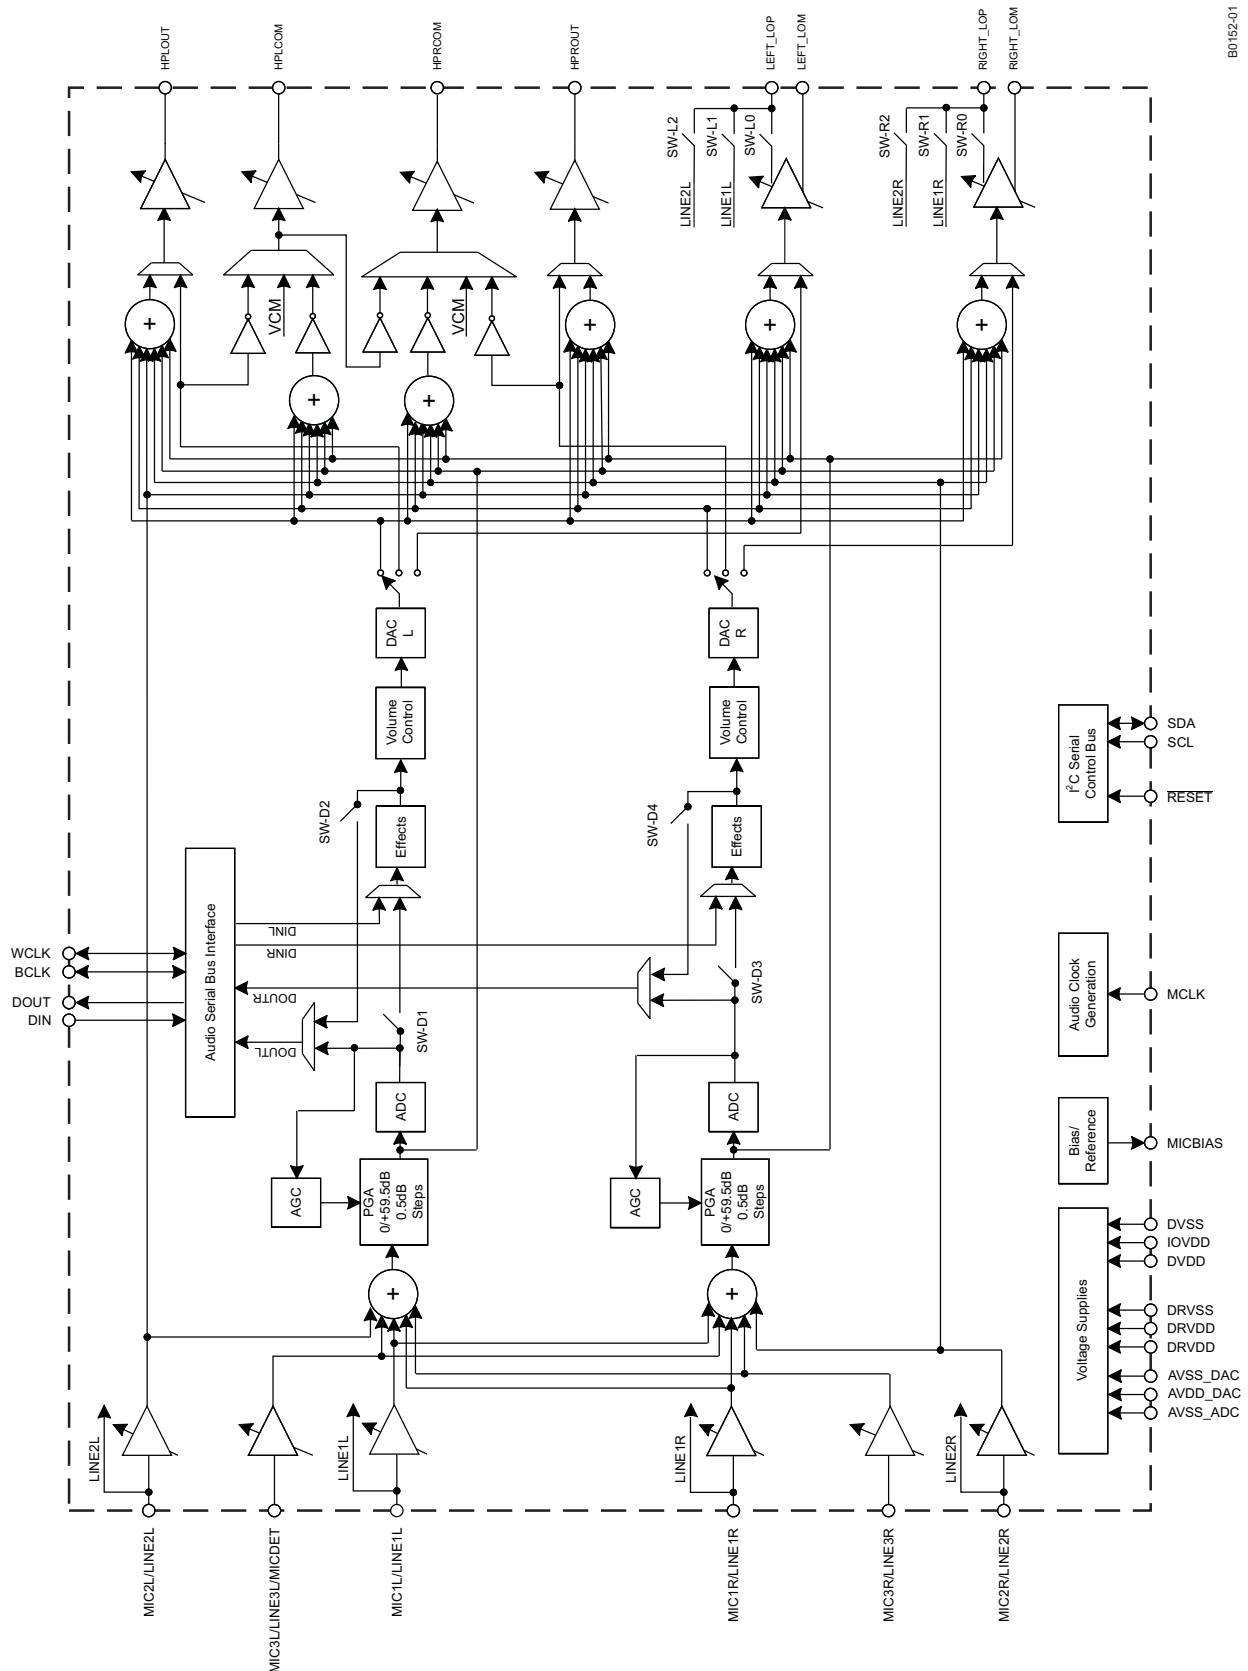 B0152-01
HPLOUT
HPLCOM
HPRCOM
HPROUT
LEFT_LOP
LEFT_LOM
RIGHT_LOP
RIGHT_LOM
SW-L2
SW-L1
SW-L0
LINE2L
LINE1L
SW-R2
SW-R1
SW-R0
LINE2R
LINE1R
VCM
VCM
+
+
+
+
+
+
DAC
L
DAC
R
Volume
Control
Volume
Control
SW-D2
SW-D4
Effects
Effects
Audio Serial Bus Interface
WCLK
BCLK
DOUT
DIN
DINL
DINR
DOUTR
DOUTL
SW-D1
SW-D3
ADC
ADC
AGC
AGC
PGA
0/+59.5dB
0.5dB
Steps
PGA
0/+59.5dB
0.5dB
Steps
+
+
I2C Serial
Control Bus
SDA
SCL
RESET
Audio Clock
Generation
MCLK
Bias/
Reference
MICBIAS
Voltage Supplies
DVSS
IOVDD
DVDD
DRVSS
DRVDD
DRVDD
AVSS_DAC
AVDD_DAC
AVSS_ADC
LINE2L
LINE1L
LINE1R
LINE2R
MIC2L/LINE2L
MIC3L/LINE3L/MICDET
MIC1L/LINE1L
MIC1R/LINE1R
MIC3R/LINE3R
MIC2R/LINE2R